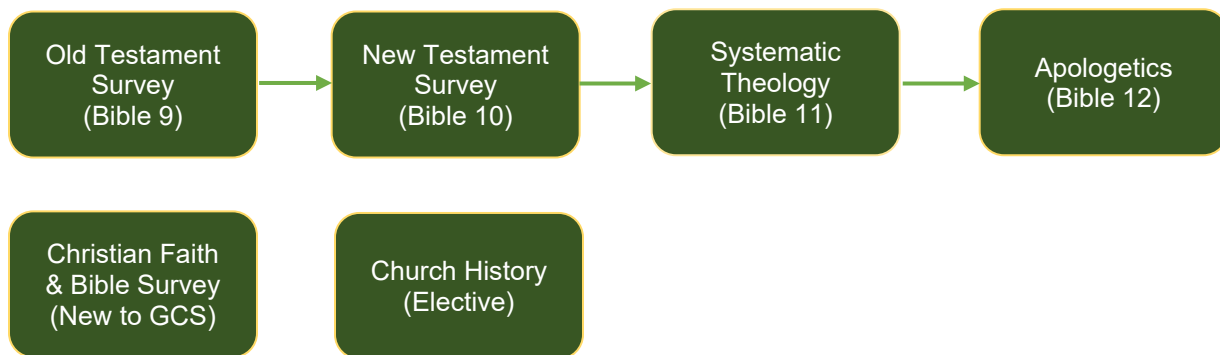 Old Testament
Survey
(Bible 9)
New Testament
Survey
(Bible 10)
Systematic
Theology
(Bible 11)
Apologetics
(Bible 12)
Christian Faith
& Bible Survey
(New to GCS)
Church History
(Elective)